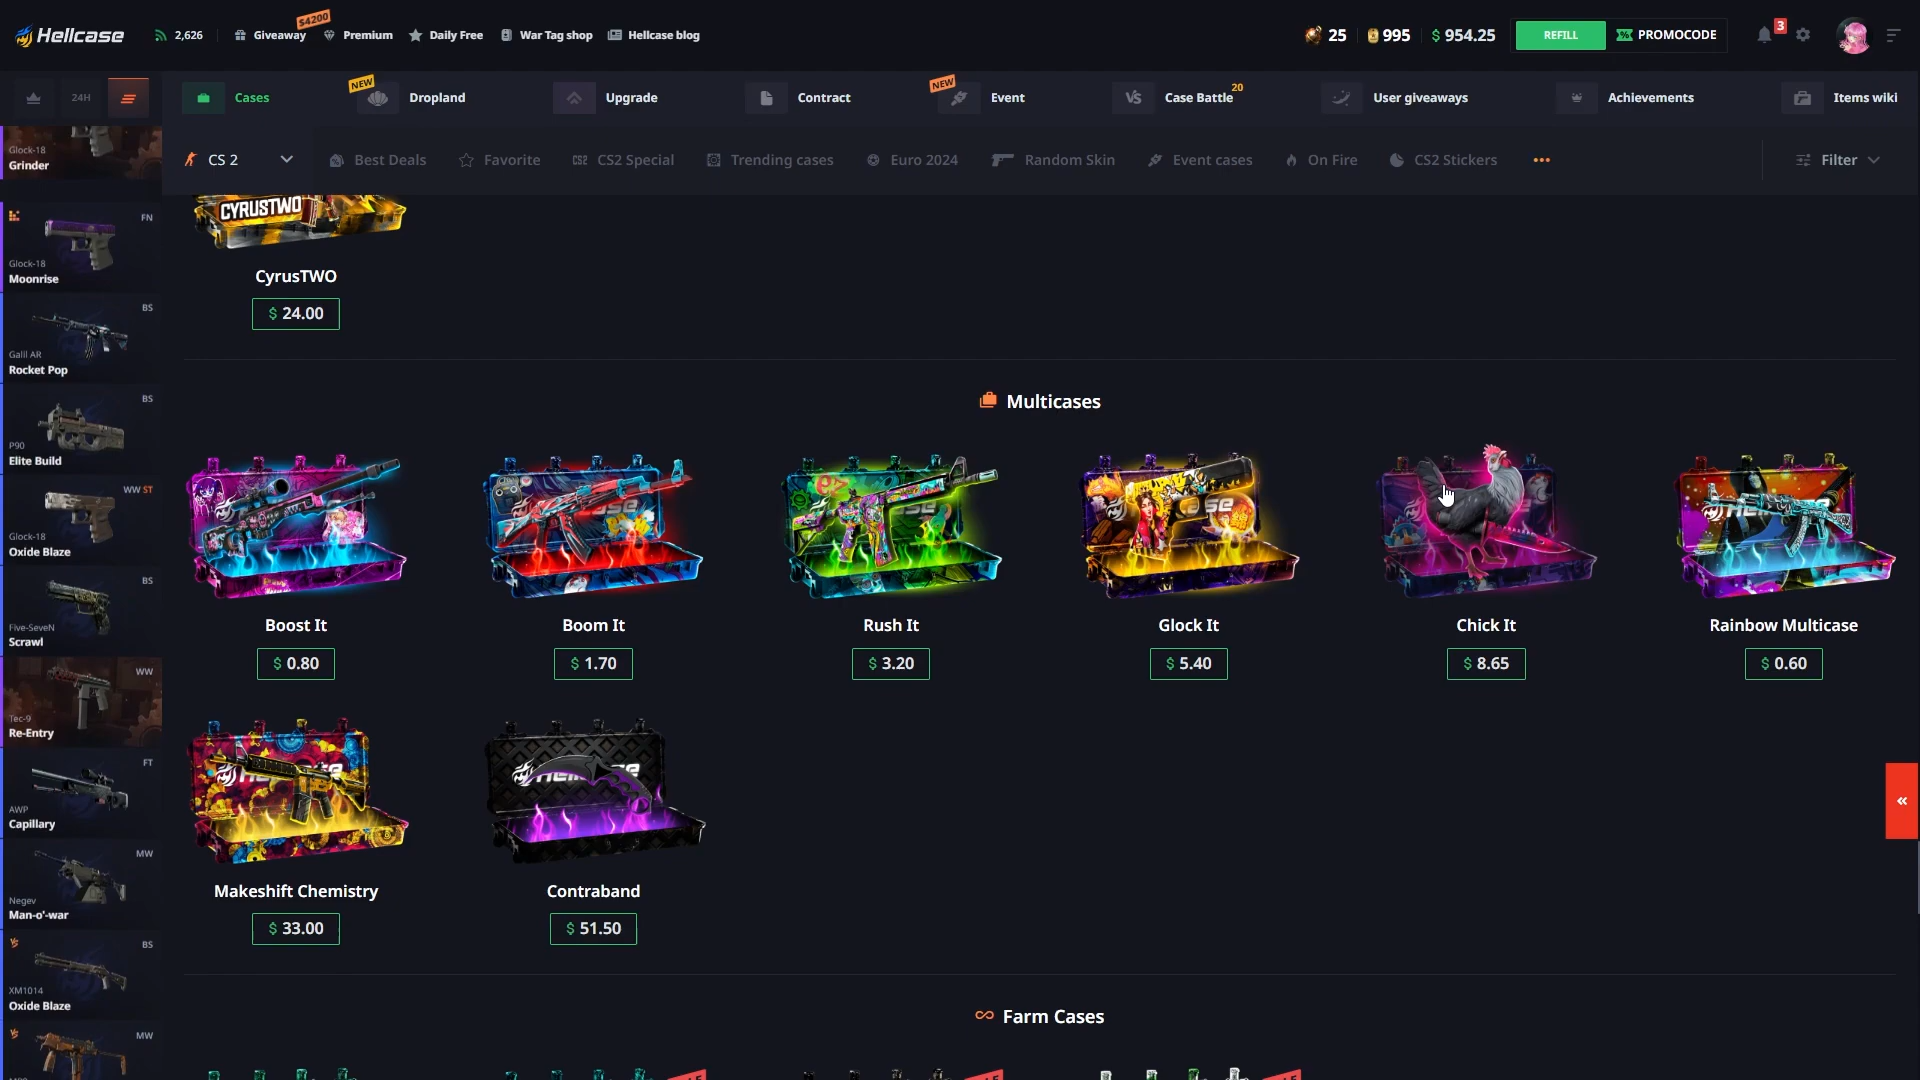 Hellcase
2,626
Giveaway
$4200
Premium
Daily Free
War Tag shop
Hellcase blog
25
995
$ 954.25
REFILL
PROMOCODE
3
24H
Cases
NEW
Dropland
Upgrade
Contract
NEW
Event
VS
Case Battle
20
User giveaways
Achievements
Items wiki
CS 2
Best Deals
Favorite
CS2 CS2 Special
Trending cases
Euro 2024
Random Skin
Event cases
On Fire
CS2 Stickers
Filter
Glock-18
Grinder
FN
Glock-18
Moonrise
BS
Galil AR
Rocket Pop
BS
P90
Elite Build
WW ST
Glock-18
Oxide Blaze
BS
Five-SeveN
Scrawl
WW
Tec-9
Re-Entry
FT
AWP
Capillary
MW
Negev
Man-o'-war
BS
XM1014
Oxide Blaze
MW
CYRUSTWO
CyrusTWO
$ 24.00
Multicases
Boost It
$ 0.80
Boom It
$ 1.70
Rush It
$ 3.20
Glock It
$ 5.40
Chick It
$ 8.65
Rainbow Multicase
$ 0.60
Makeshift Chemistry
$ 33.00
Contraband
$ 51.50
Farm Cases